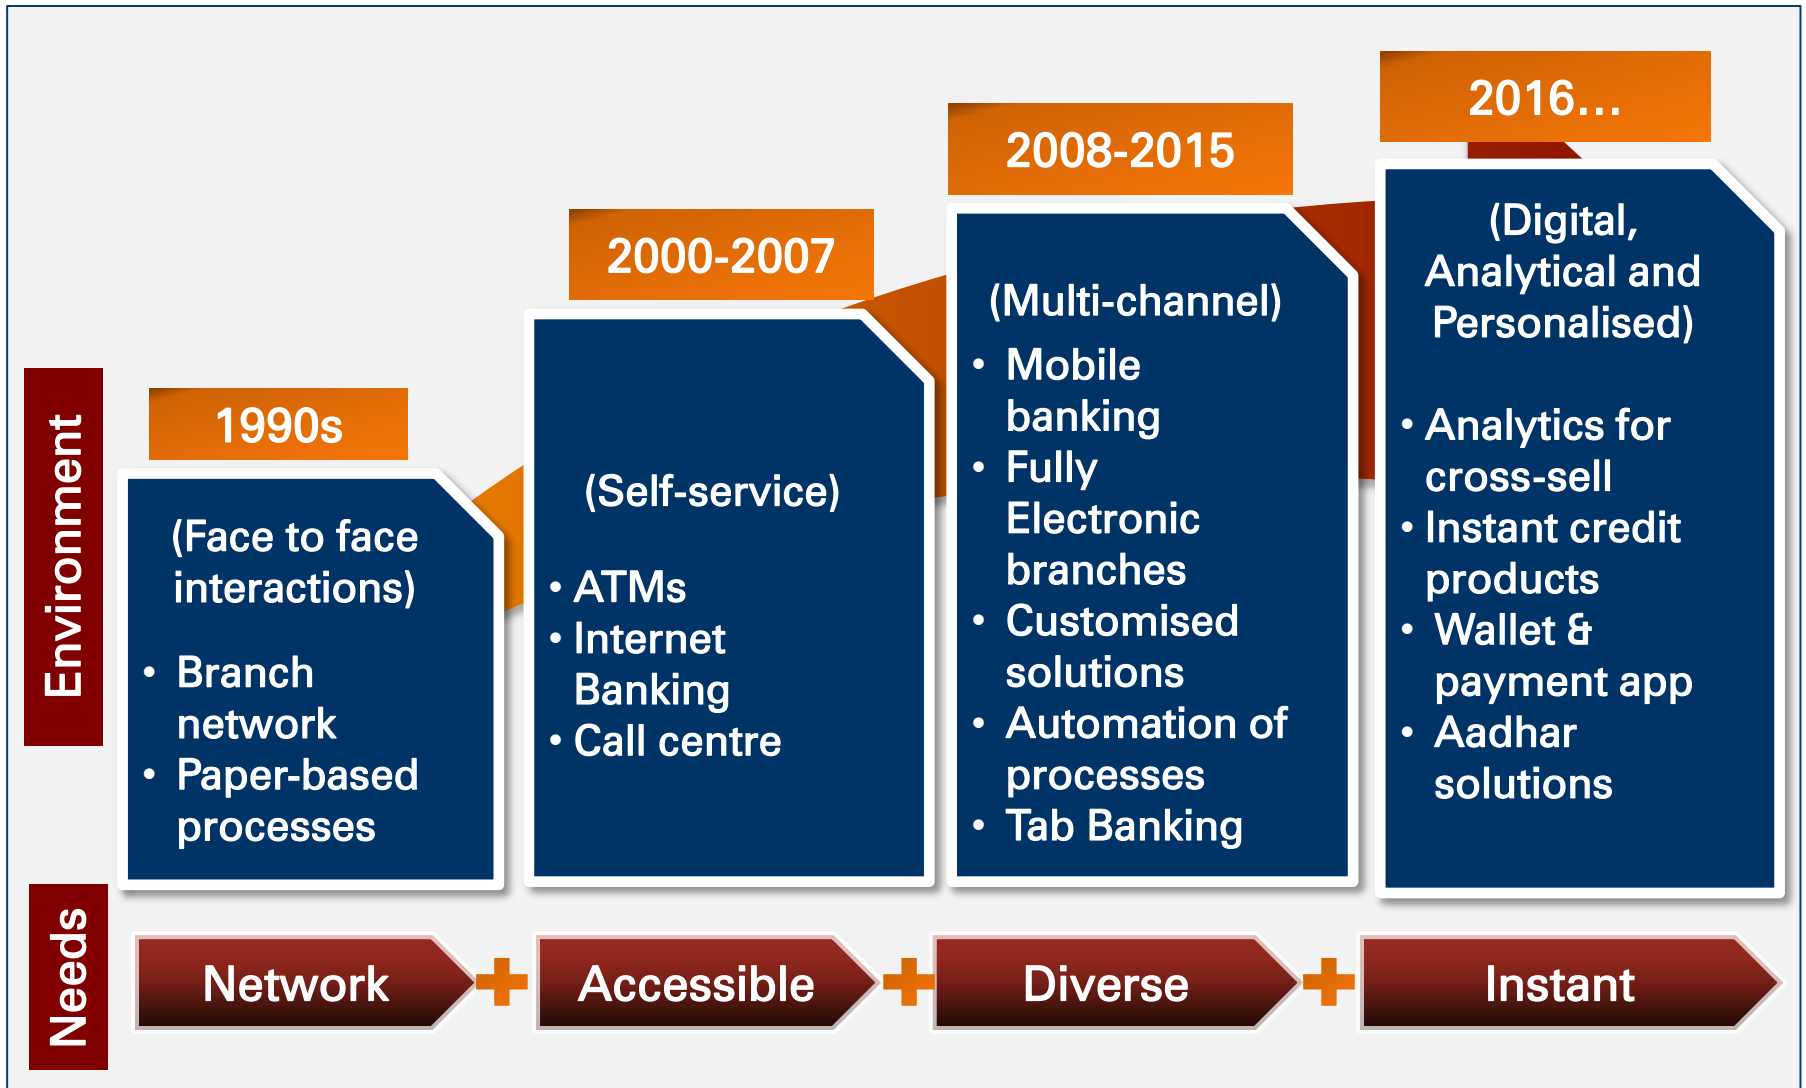 Environment
1990s
(Face to face
interactions)
• Branch
network
• Paper-based
processes
2000-2007
(Self-service)
• ATMs
• Internet
Banking
• Call centre
2008-2015
(Multi-channel)
• Mobile
banking
• Fully
Electronic
branches
• Customised
solutions
• Automation of
processes
• Tab Banking
2016...
(Digital,
Analytical and
Personalised)
• Analytics for
cross-sell
• Instant credit
products
• Wallet &
payment app
• Aadhar
solutions
Needs
Network
+
Accessible
+
Diverse
+
Instant